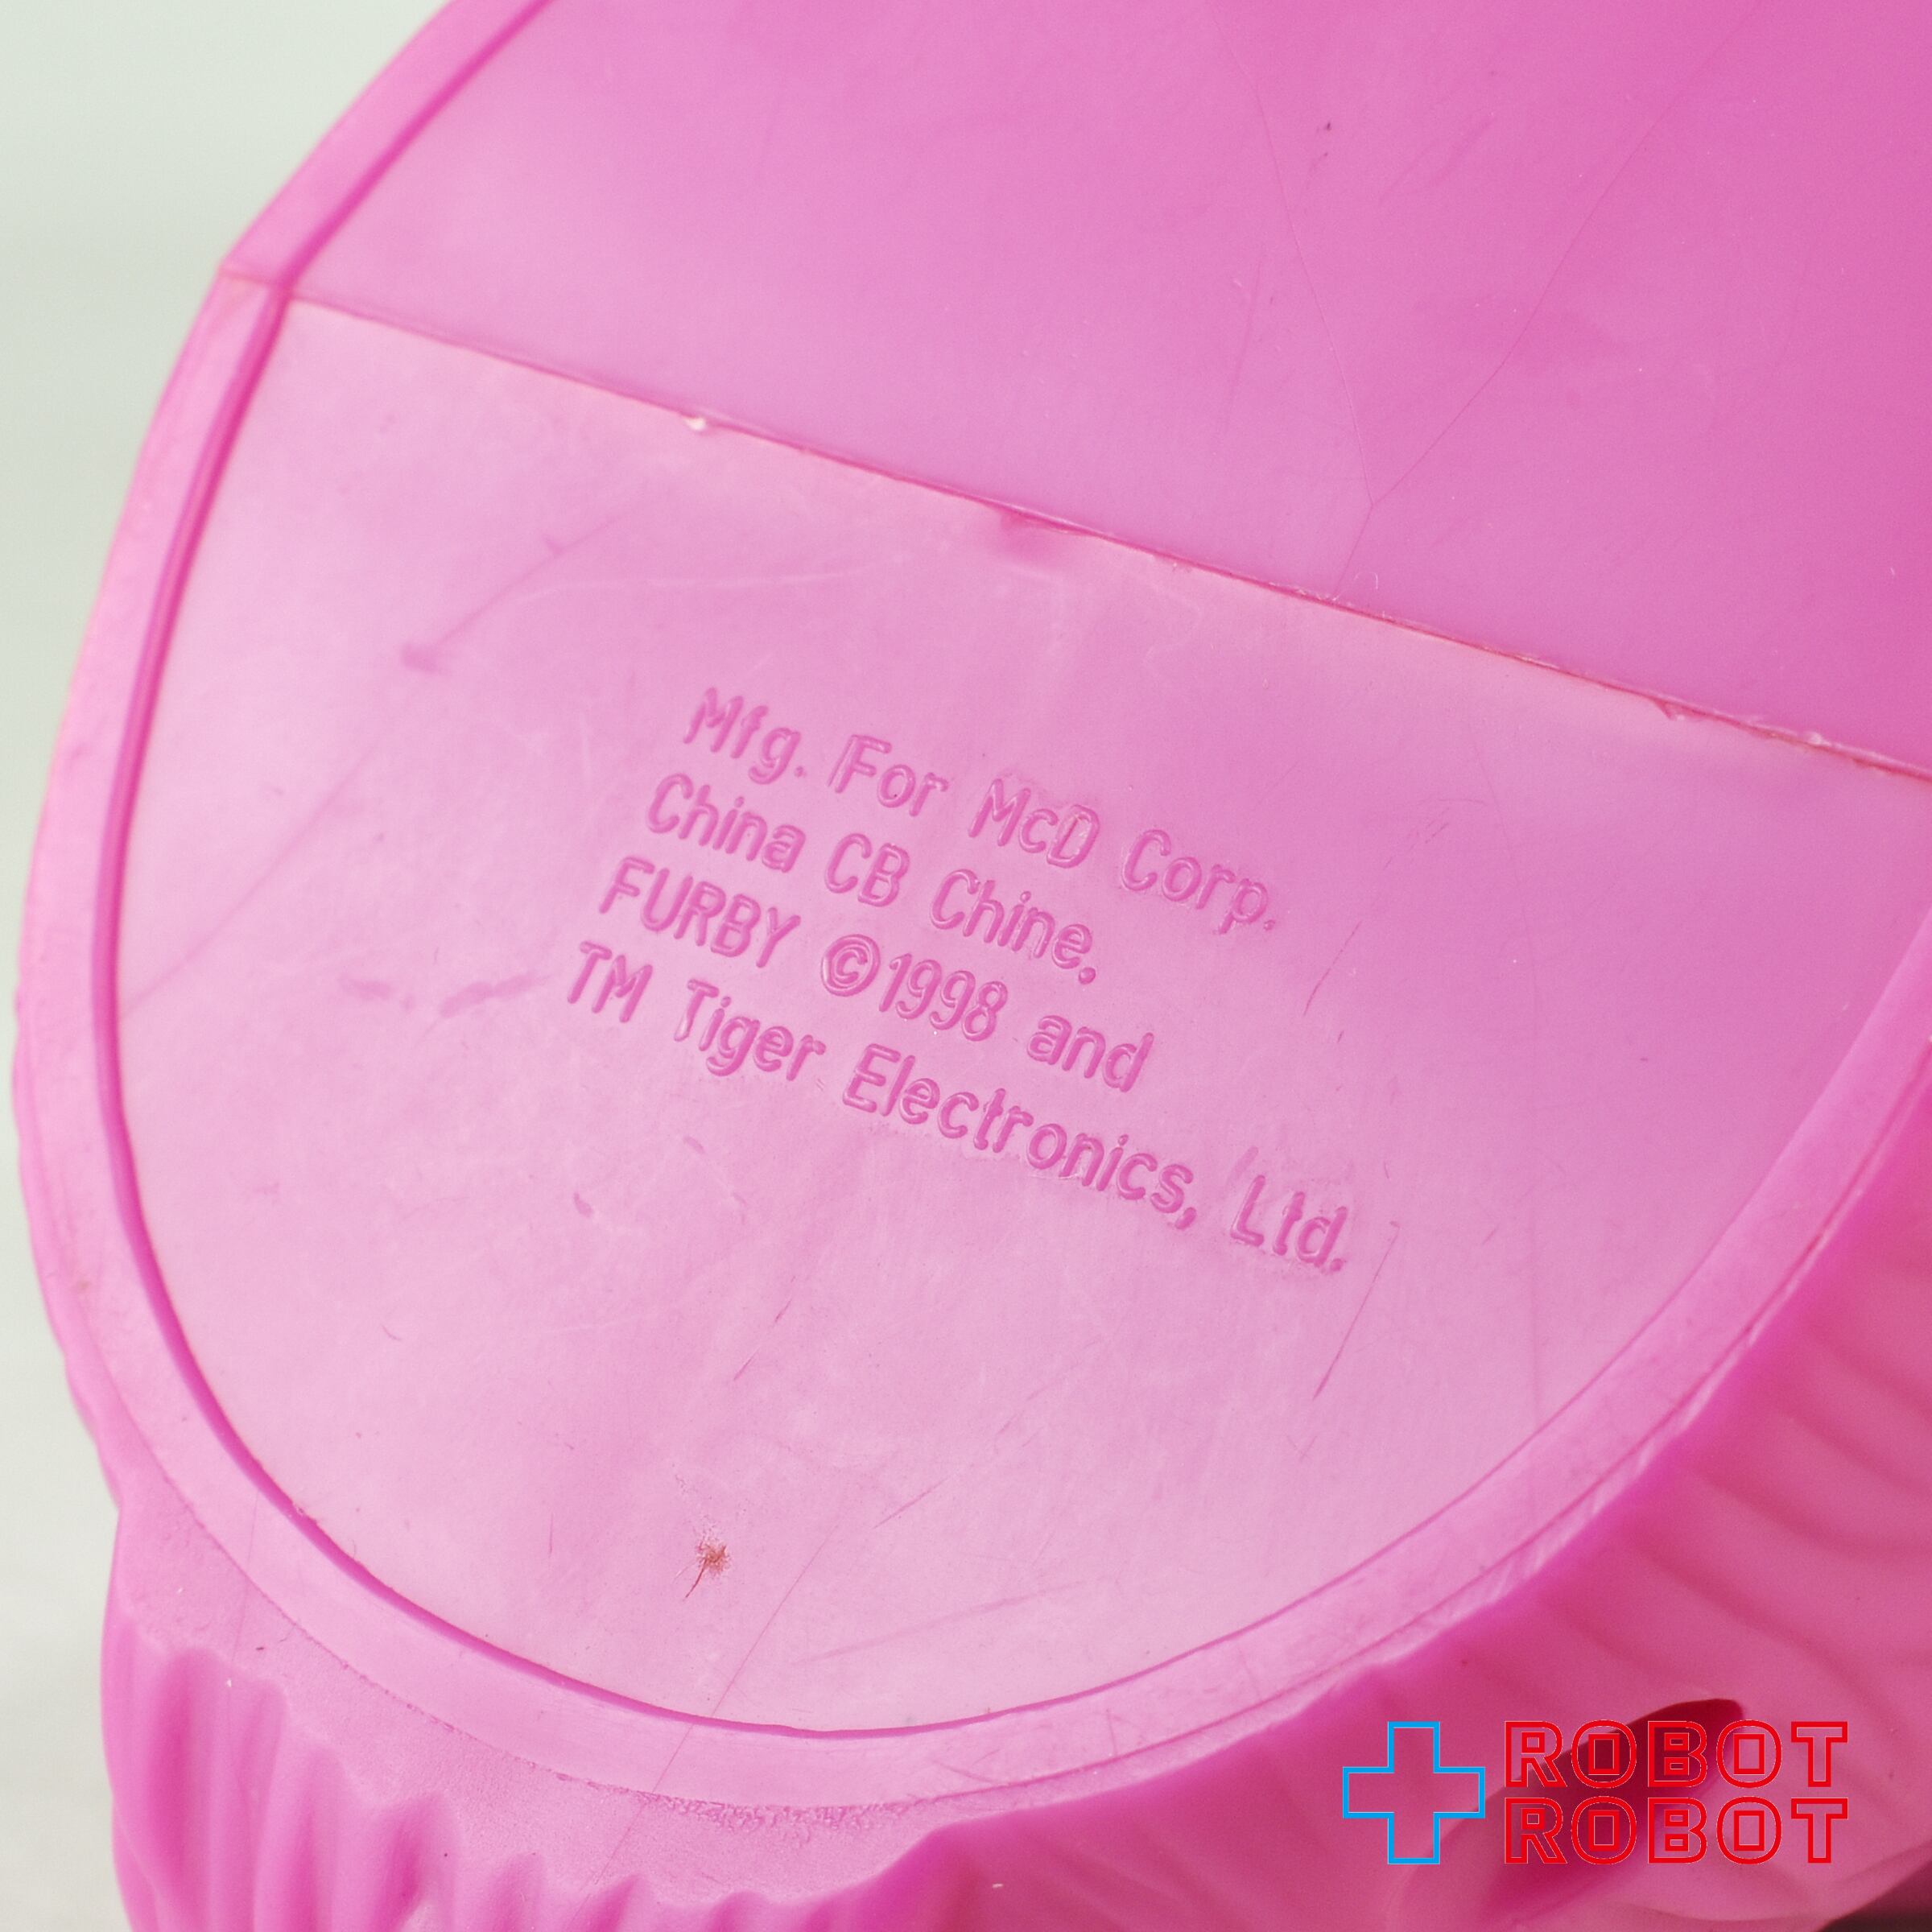 Mfg. For McD Corp.
China CB Chine.
FURBY ©1998 and
TM Tiger Electronics, Ltd.
ROBOT
ROBOT